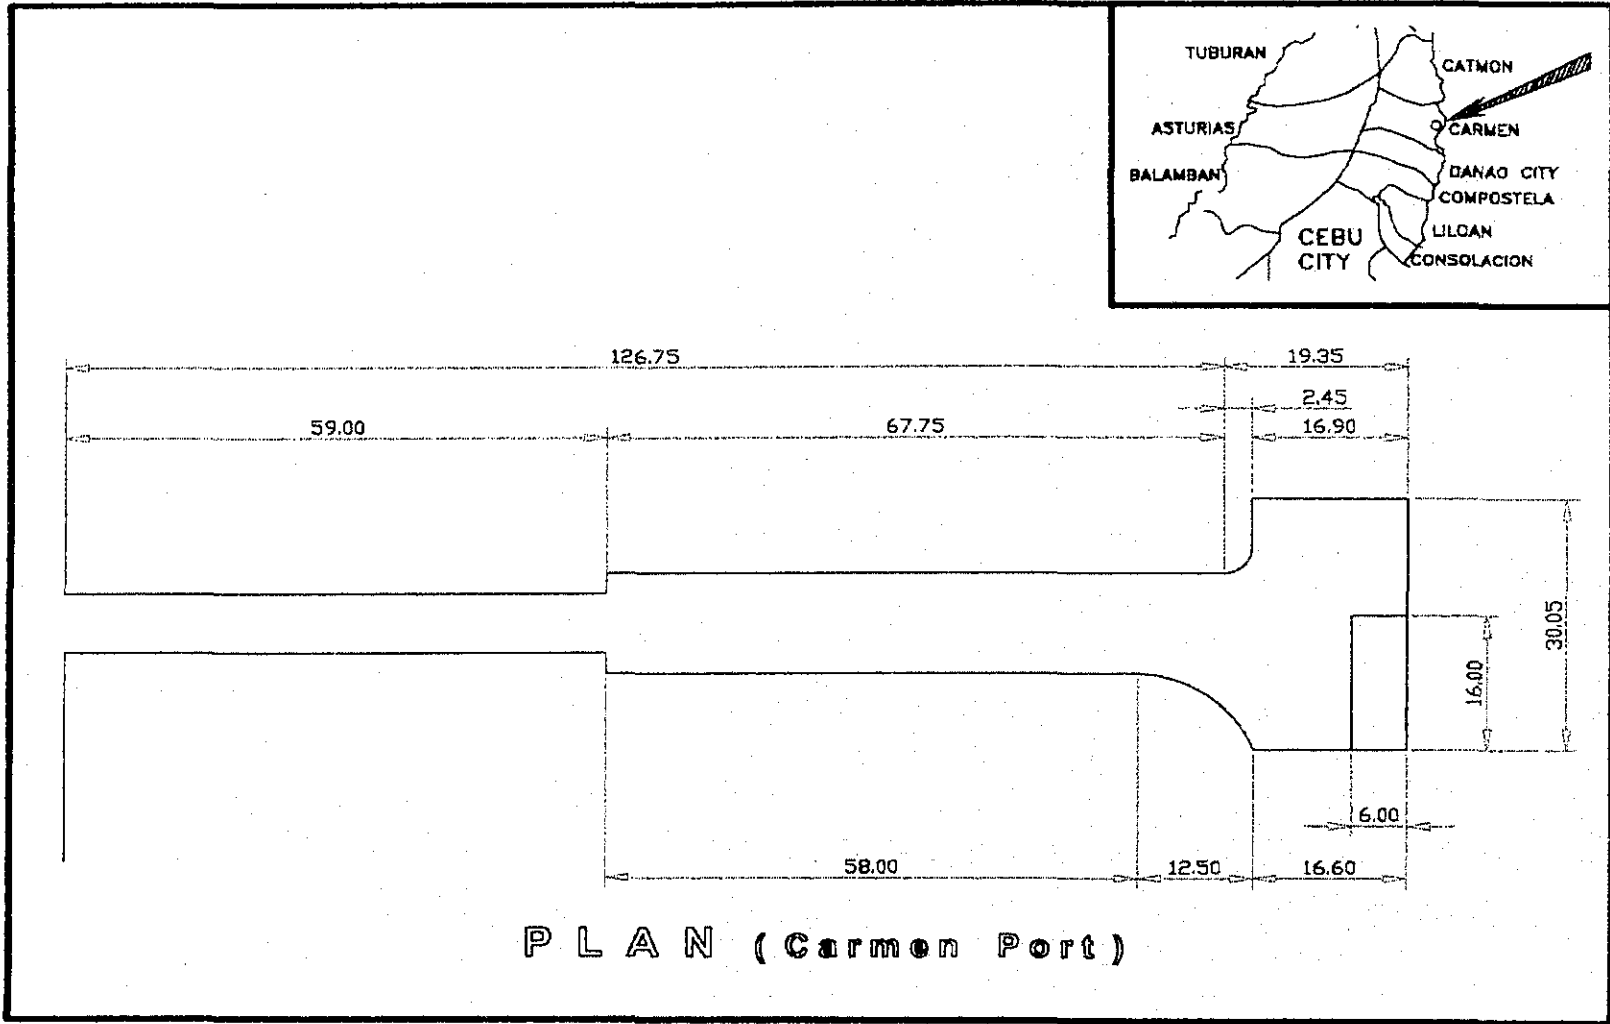 TUBURAN
CATMON
ASTURIAS
CARMEN
BALAMBAN
DANAO CITY
COMPOSTELA
LILOAN
CEBU
CITY
CONSOLACION
126.75
19.35
2.45
59.00
67.75
16.90
30.05
16.00
6.00
58.00
12.50
16.60
PLAN (Carmen Port)